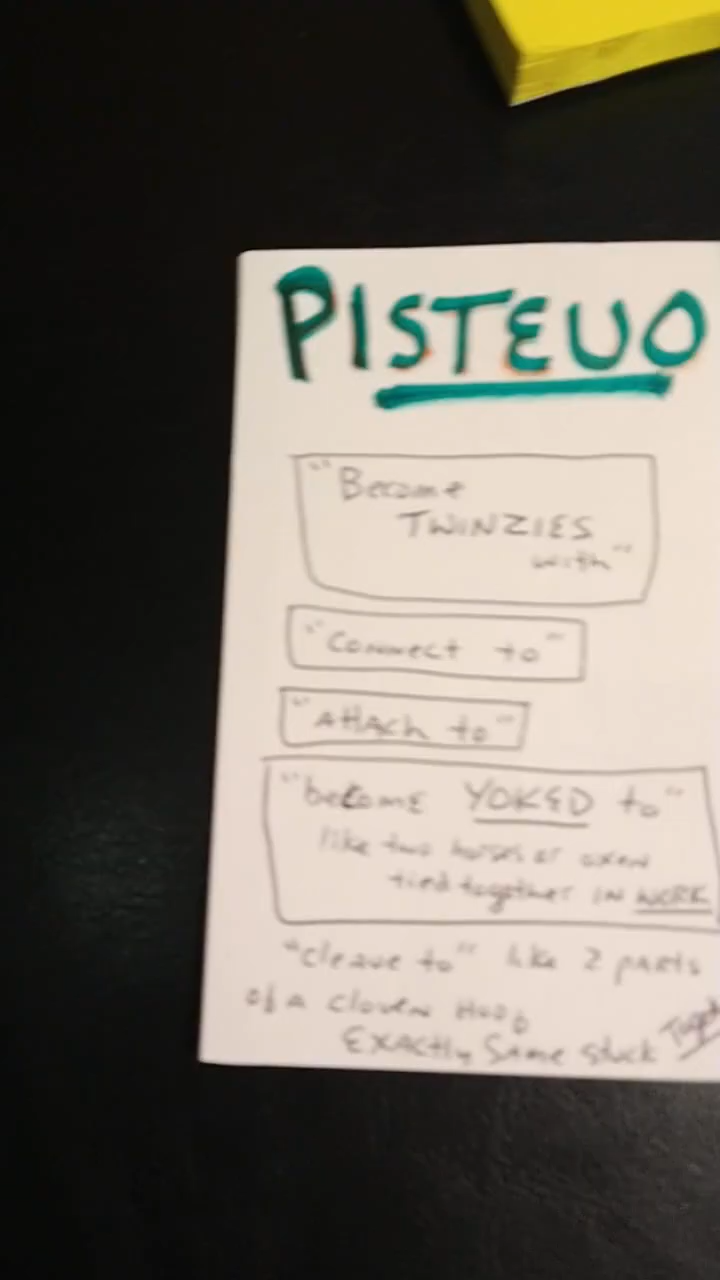 PISTEUO
"Become
TWINZIES
with"
"Connect to"
"Attach to"
"become YOKED to"
like two horses or oxen
tied together IN WORK
"cleave to" like 2 parts
of a cloven Hoof
EXACTLY Same stuck